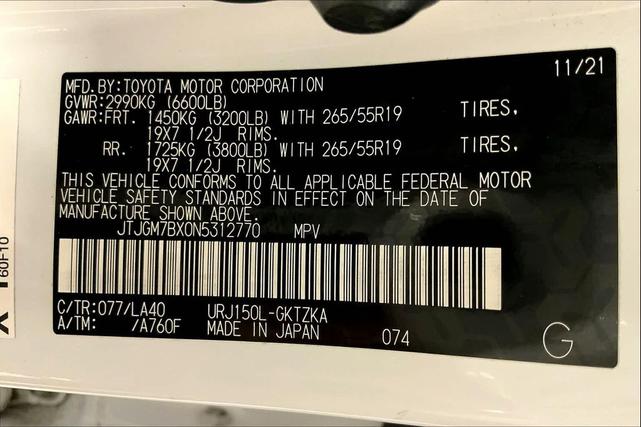 11/21
MFD.BY:TOYOTA MOTOR CORPORATION
GVWR:2990KG (6600LB)
GAWR:FRT. 1450KG (3200LB) WITH 265/55R19 TIRES,
19X7 1/2J RIMS.
RR. 1725KG (3800LB) WITH 265/55R19 TIRES,
19X7 1/2J RIMS.
THIS VEHICLE CONFORMS TO ALL APPLICABLE FEDERAL MOTOR
VEHICLE SAFETY STANDARDS IN EFFECT ON THE DATE OF
MANUFACTURE SHOWN ABOVE.
JTJGM7BX0N5312770 MPV
C/TR:077/LA40 URJ150L-GKTZKA
A/TM: /A760F MADE IN JAPAN 074
G
60F10